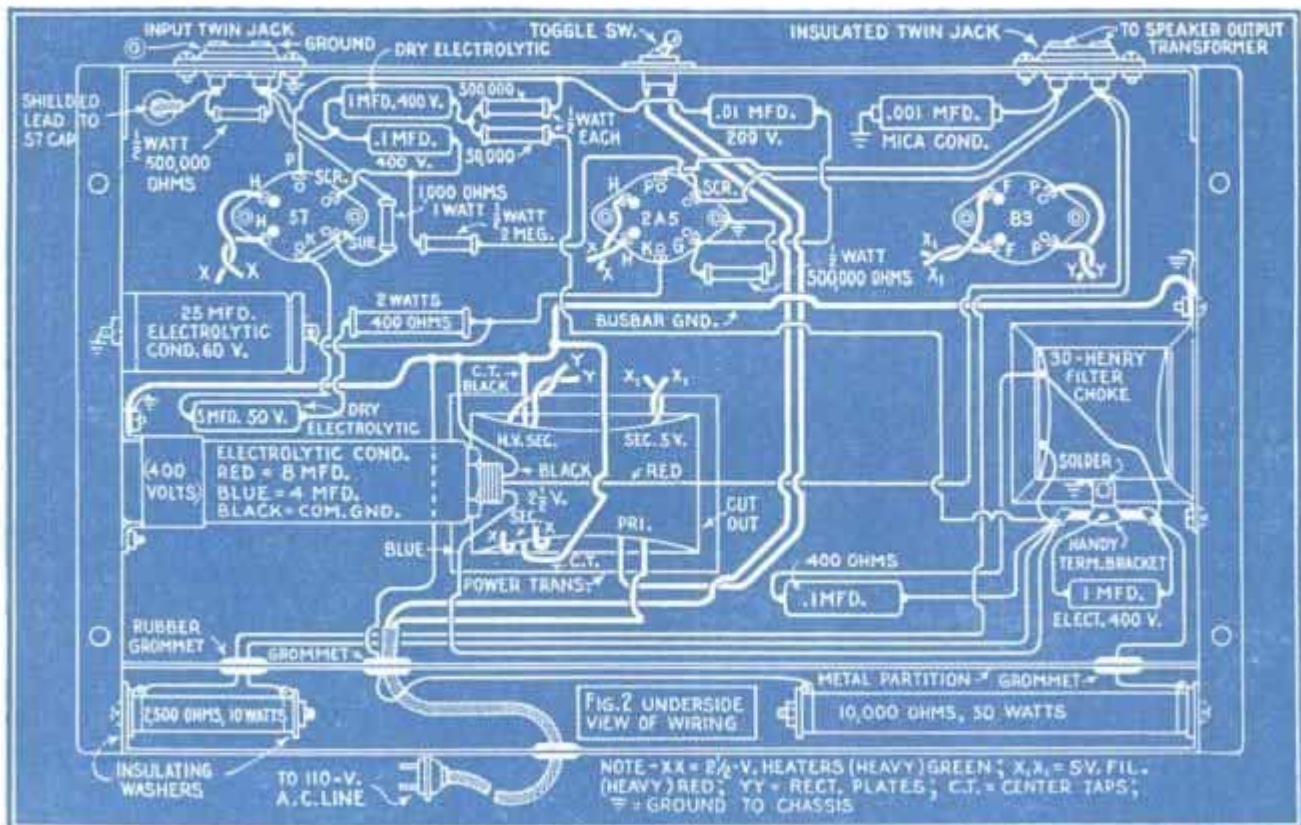 INPUT TWIN JACK
G
GROUND
DRY ELECTROLYTIC
TOGGLE SW.
INSULATED TWIN JACK
TO SPEAKER OUTPUT
TRANSFORMER
SHIELDED
LEAD TO
57 CAP
1 MFD. 400 V.
.1 MFD.
400 V.
½ WATT
500,000
OHMS
½ WATT
EACH
50,000
.01 MFD.
200 V.
.001 MFD.
MICA COND.
P
SCR.
H
H
57
K
SUR.
X X
1,000 OHMS
1 WATT
½ WATT
2 MEG.
H
P
SCR.
2A5
K
G
H
X
X
½ WATT
500,000 OHMS
F
P
83
F
P
X₁
X₁
Y Y
25 MFD.
ELECTROLYTIC
COND. 60 V.
2 WATTS
400 OHMS
BUSBAR GND.
30-HENRY
FILTER
CHOKE
C.T.
BLACK
Y
Y
X₁ X₁
5 MFD. 50 V.
DRY
ELECTROLYTIC
H.V. SEC.
SEC. 5V.
(400
VOLTS)
ELECTROLYTIC COND.
RED = 8 MFD.
BLUE = 4 MFD.
BLACK = COM. GND.
BLACK
RED
2½ V.
SEC.
X
X
PRI.
CUT
OUT
SOLDER
BLUE
C.T.
POWER TRANS.
400 OHMS
.1 MFD.
HANDY
TERM. BRACKET
1 MFD.
ELECT. 400 V.
RUBBER
GROMMET
GROMMET
METAL PARTITION
GROMMET
2,500 OHMS, 10 WATTS
FIG. 2 UNDERSIDE
VIEW OF WIRING
10,000 OHMS, 50 WATTS
INSULATING
WASHERS
TO 110-V.
A.C. LINE
NOTE - XX = 2½-V. HEATERS (HEAVY) GREEN; X₁X₁ = 5V. FIL.
(HEAVY) RED; YY = RECT. PLATES; C.T. = CENTER TAPS;
= GROUND TO CHASSIS